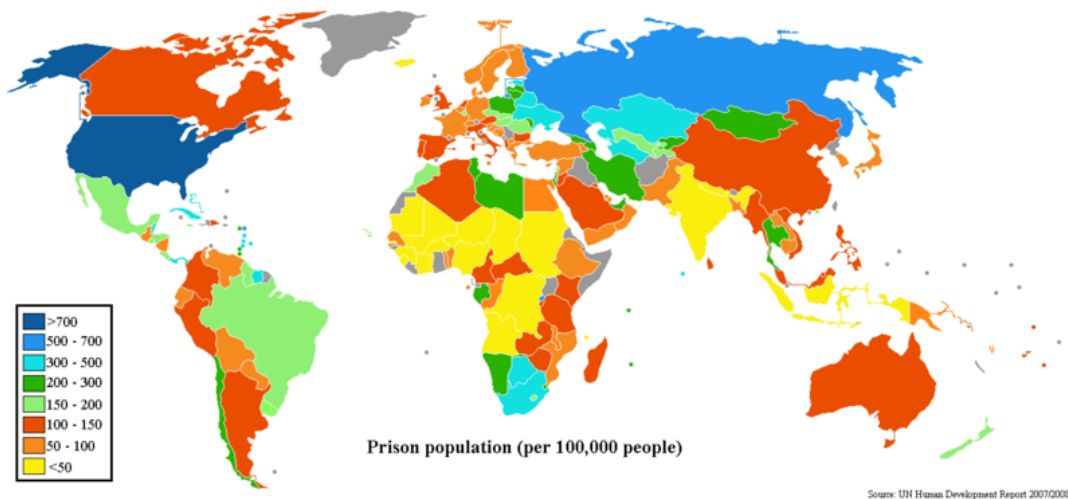 >700
500 - 700
300 - 500
200 - 300
150 - 200
100 - 150
50 - 100
<50
Prison population (per 100,000 people)
Source: UN Human Development Report 2007/2008